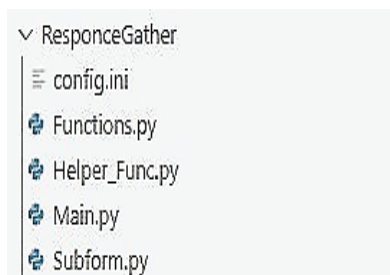 ResponceGather
config.ini
Functions.py
Helper_Func.py
Main.py
Subform.py